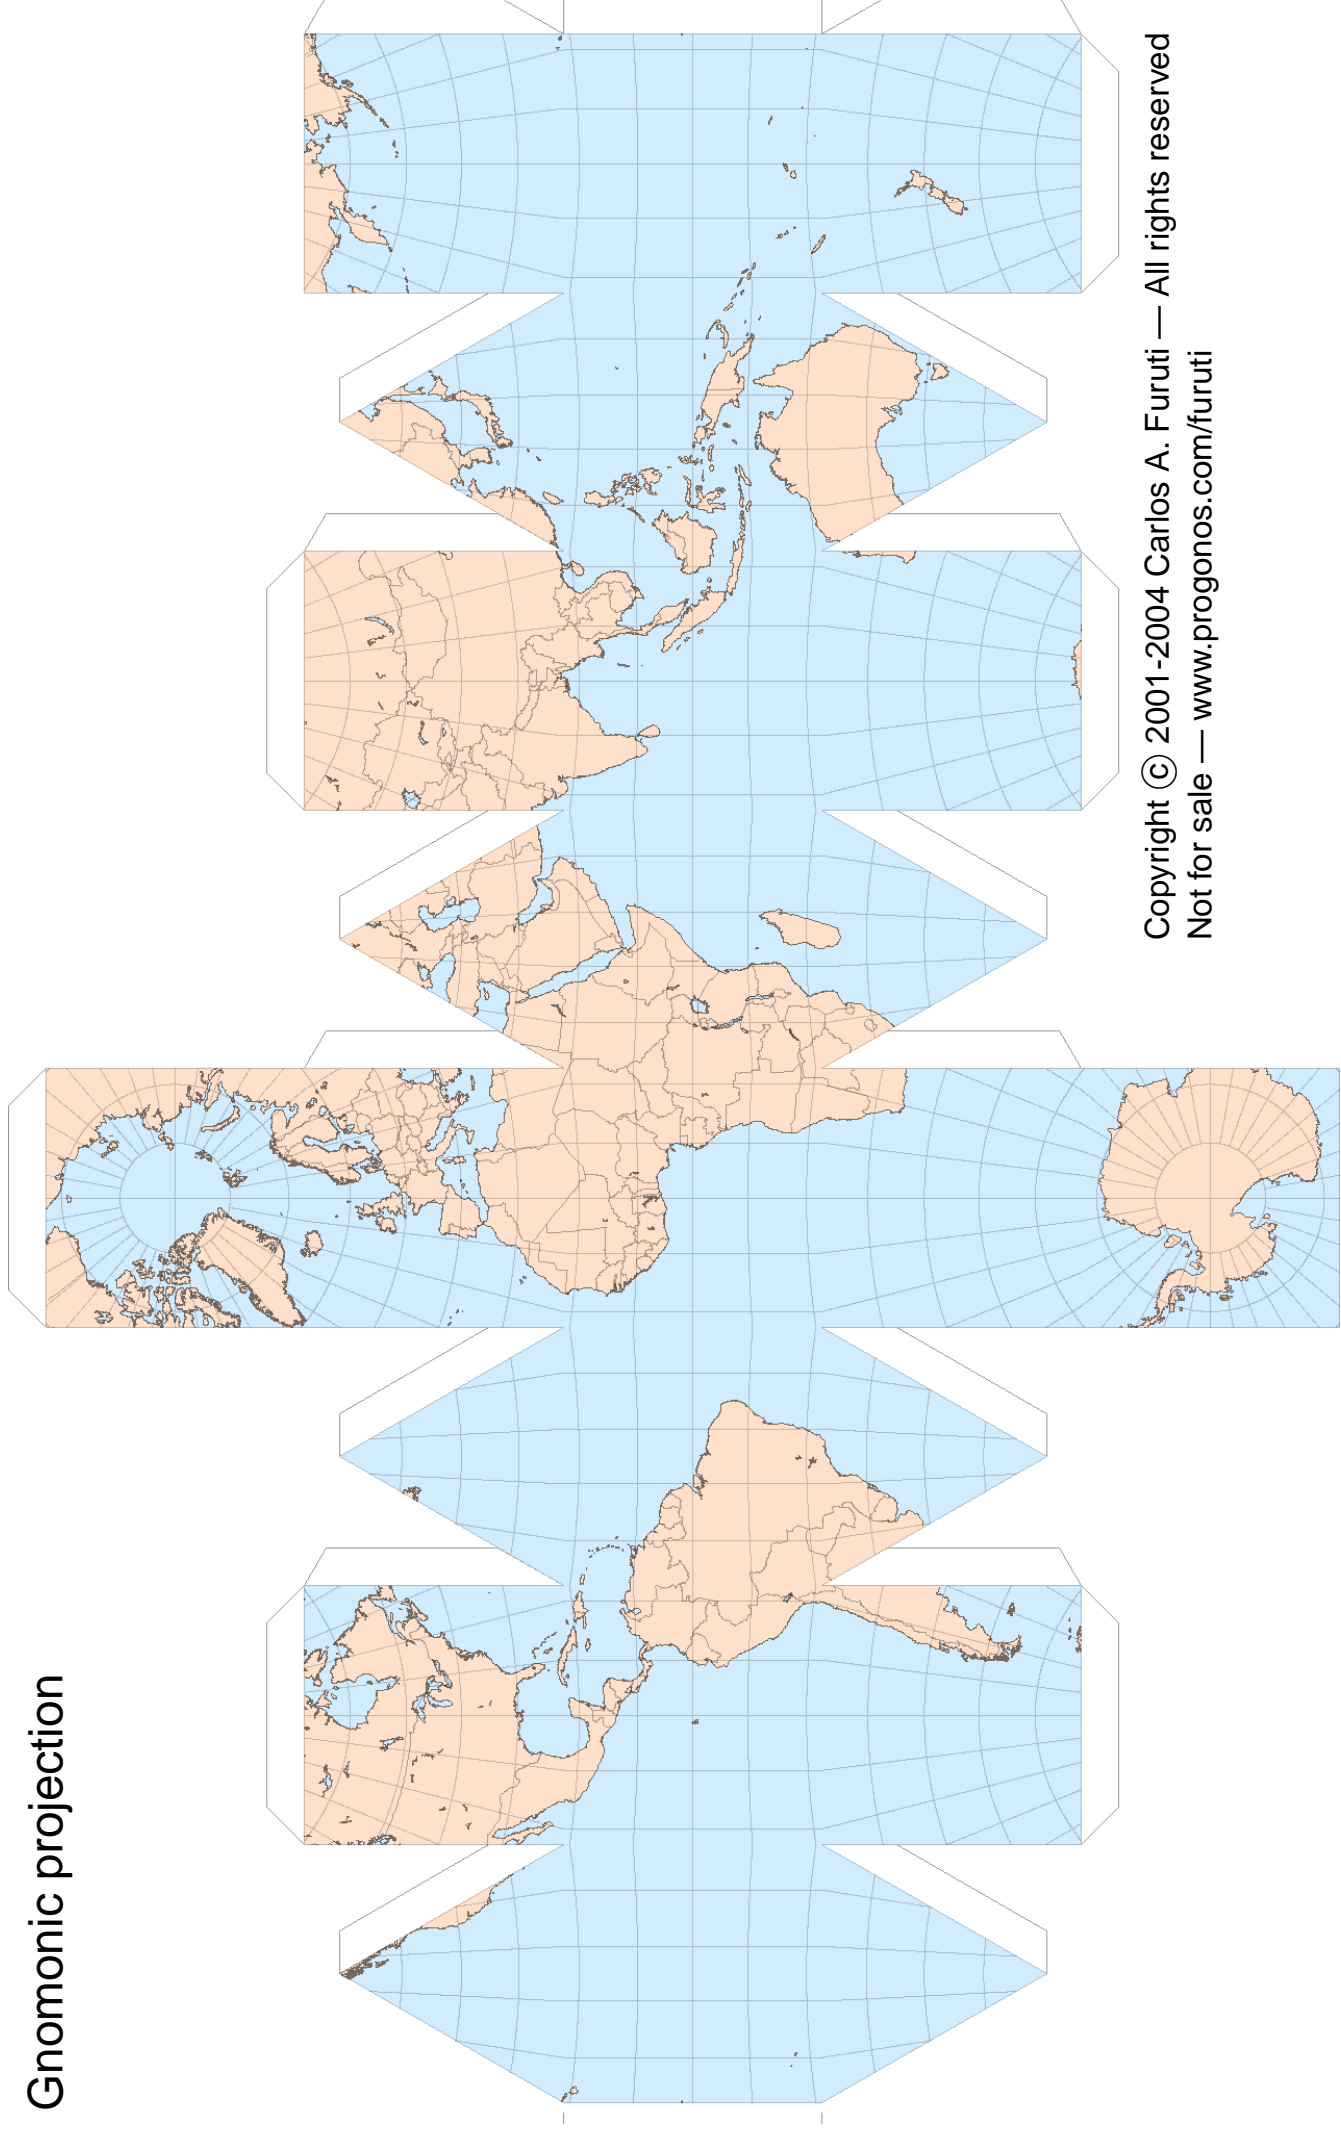 Gnomonic projection
Copyright © 2001-2004 Carlos A. Furuti — All rights reserved
Not for sale — www.progonos.com/furuti